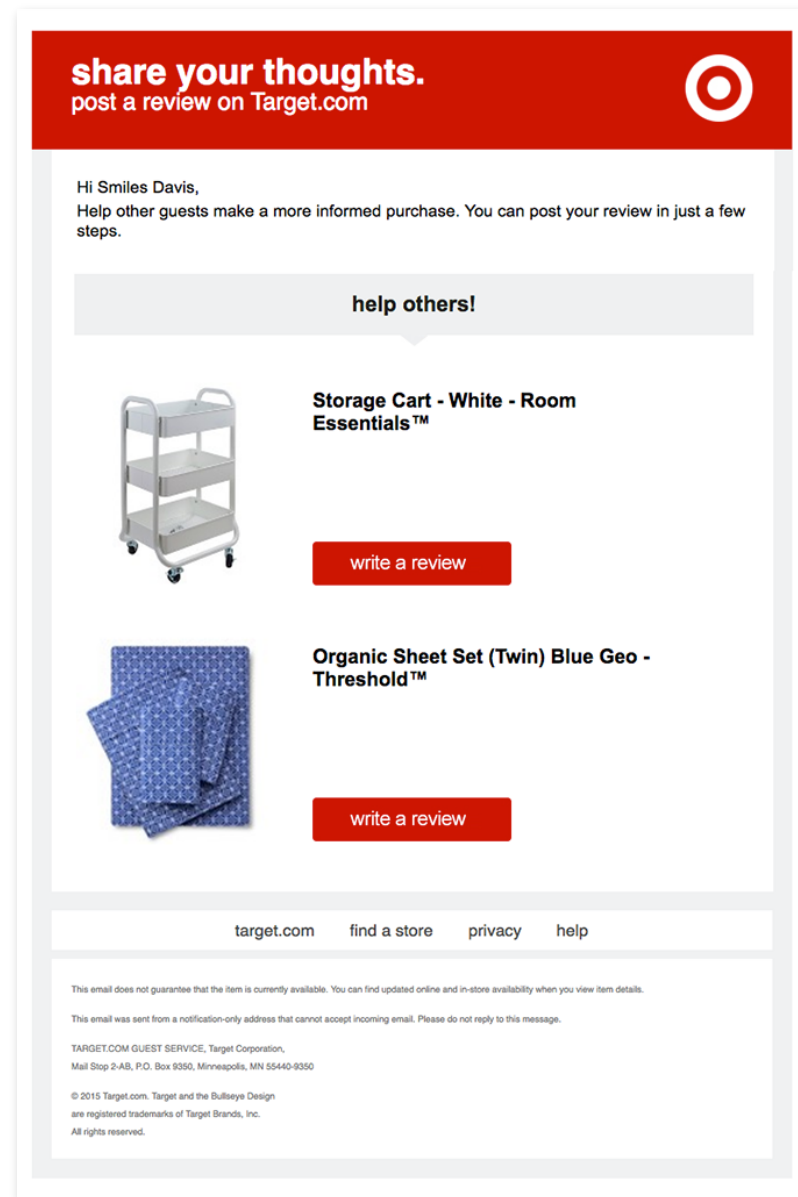 share your thoughts.
post a review on Target.com
Hi Smiles Davis,
Help other guests make a more informed purchase. You can post your review in just a few
steps.
help others!
Storage Cart - White - Room
Essentials™
write a review
Organic Sheet Set (Twin) Blue Geo -
Threshold™
write a review
target.com find a store privacy help
This email does not guarantee that the item is currently available. You can find updated online and in-store availability when you view item details.
This email was sent from a notification-only address that cannot accept incoming email. Please do not reply to this message.
TARGET.COM GUEST SERVICE, Target Corporation,
Mail Stop 2-AB, P.O. Box 9350, Minneapolis, MN 55440-9350
© 2015 Target.com. Target and the Bullseye Design
are registered trademarks of Target Brands, Inc.
All rights reserved.